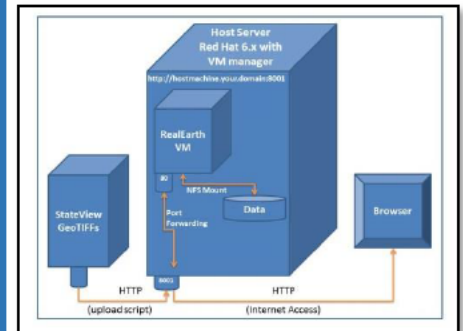 Host Server
Red Hat 6.x with
VM manager
http://hostmachine.your.domain:8001
RealEarth
VM
80
NFS Mount
Data
Port
Forwarding
StateView
GeoTIFFs
Browser
8001
HTTP
(upload script)
HTTP
(Internet Access)